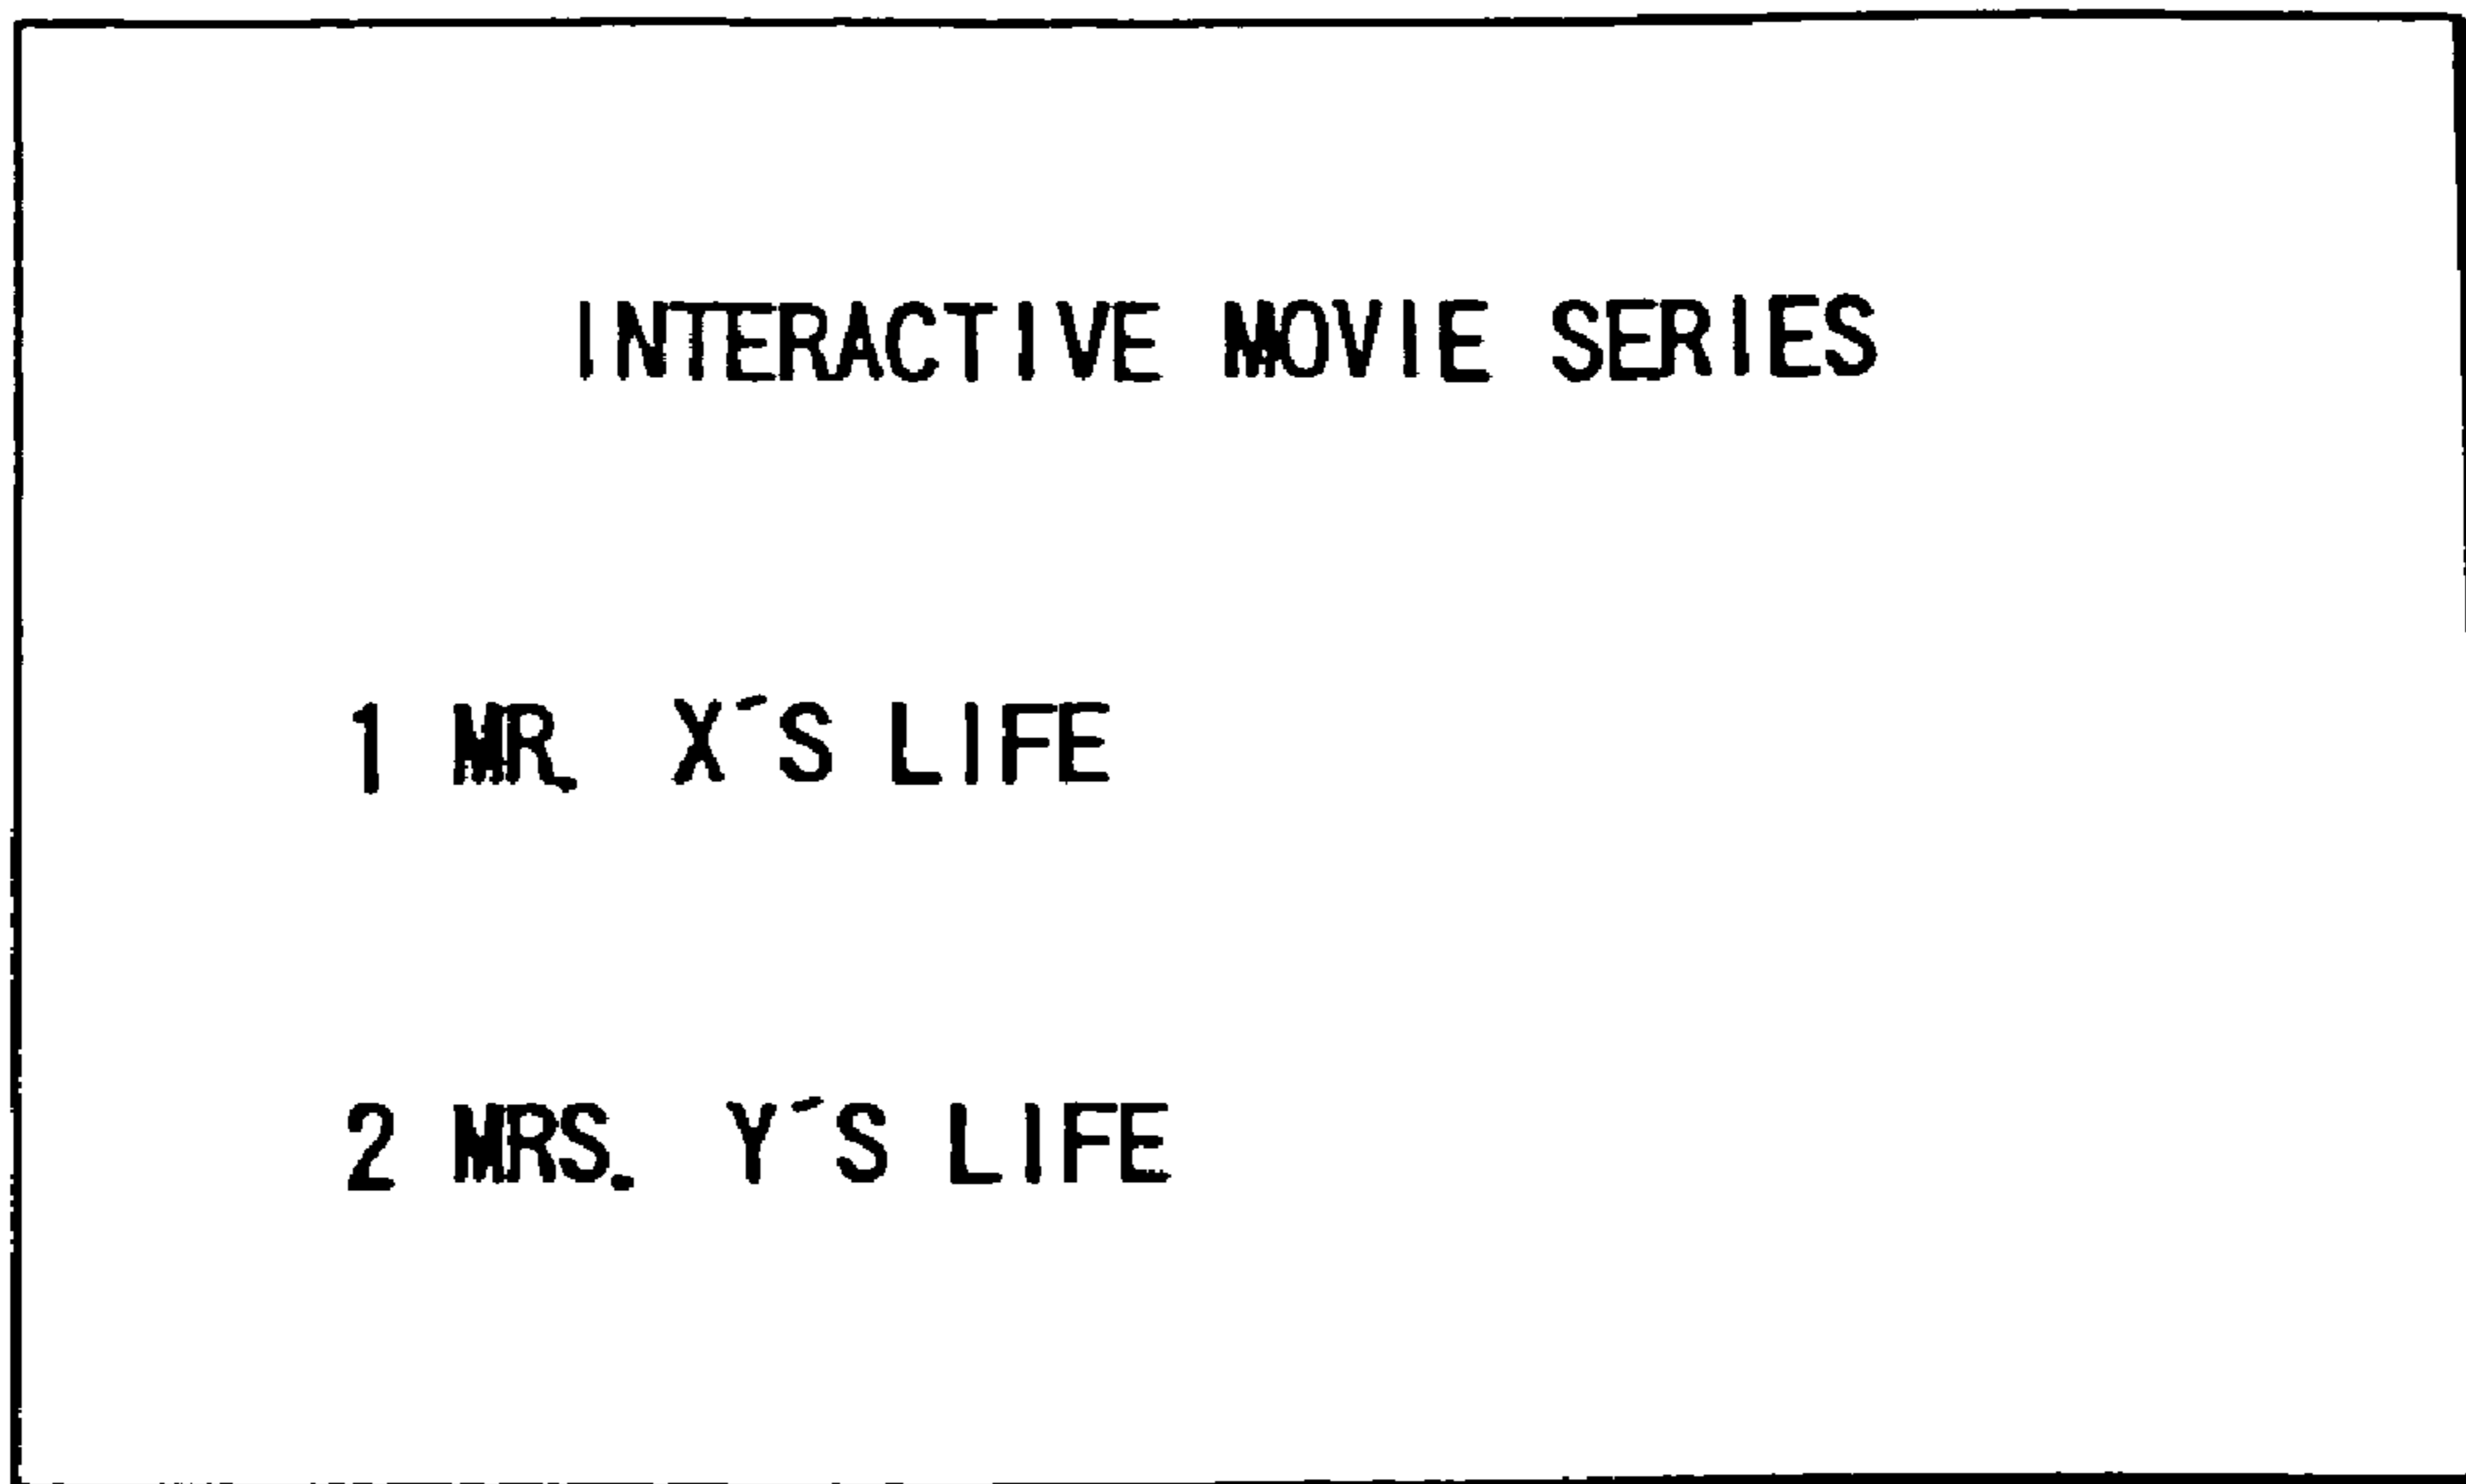 INTERACTIVE MOVIE SERIES
1 MR. X´S LIFE
2 MRS. Y´S LIFE